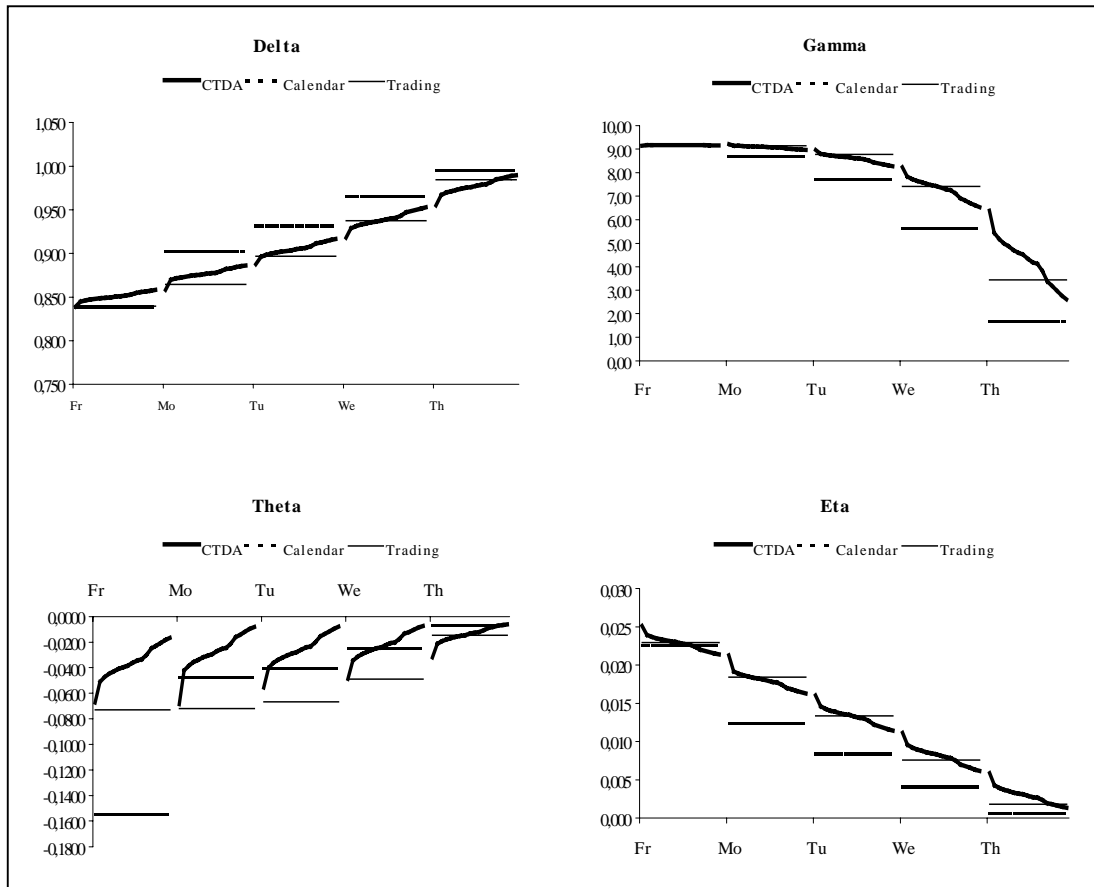 Delta
CTDA Calendar Trading
1,050
1,000
0,950
0,900
0,850
0,800
0,750
Fr Mo Tu We Th
Gamma
CTDA Calendar Trading
10,00
9,00
8,00
7,00
6,00
5,00
4,00
3,00
2,00
1,00
0,00
Fr Mo Tu We Th
Theta
CTDA Calendar Trading
Fr Mo Tu We Th
0,0000
-0,0200
-0,0400
-0,0600
-0,0800
-0,1000
-0,1200
-0,1400
-0,1600
-0,1800
Eta
CTDA Calendar Trading
0,030
0,025
0,020
0,015
0,010
0,005
0,000
Fr Mo Tu We Th